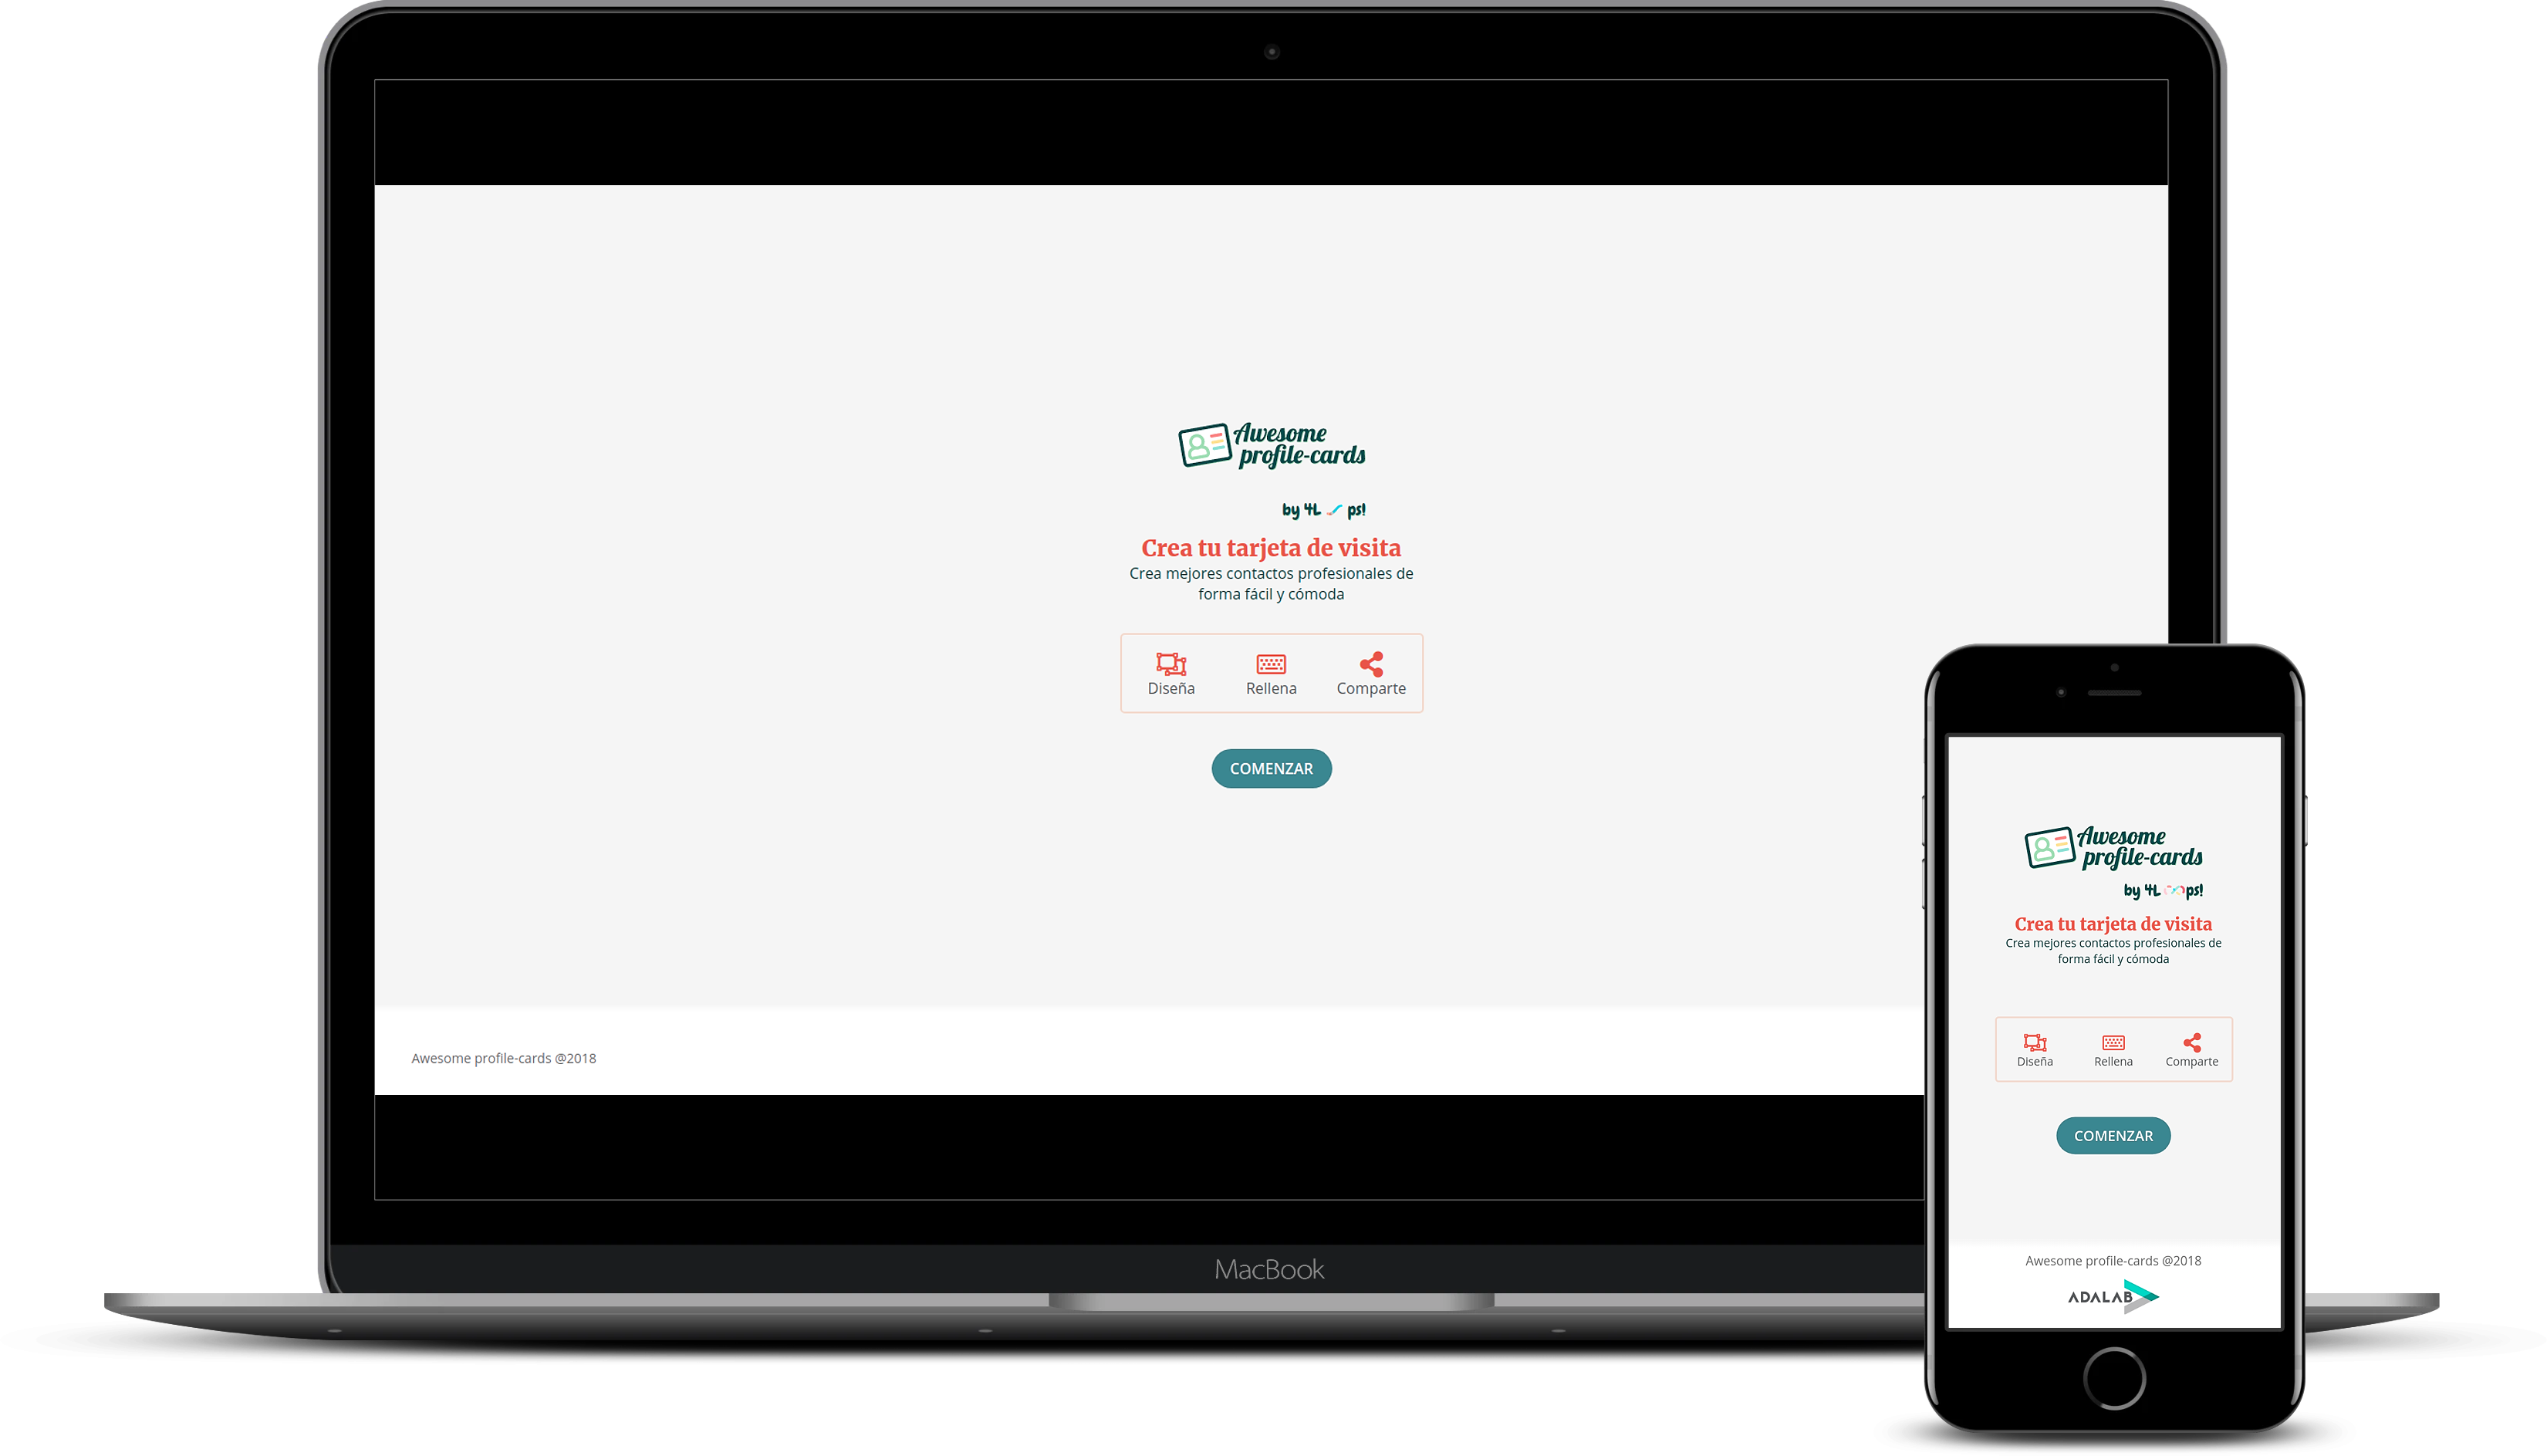 Awesome
profile-cards
by 4L ps!
Crea tu tarjeta de visita
Crea mejores contactos profesionales de
forma fácil y cómoda
Diseña
Rellena
Comparte
COMENZAR
Awesome profile-cards @2018
MacBook
Awesome
profile-cards
by 4L ps!
Crea tu tarjeta de visita
Crea mejores contactos profesionales de
forma fácil y cómoda
Diseña
Rellena
Comparte
COMENZAR
Awesome profile-cards @2018
ADALAB